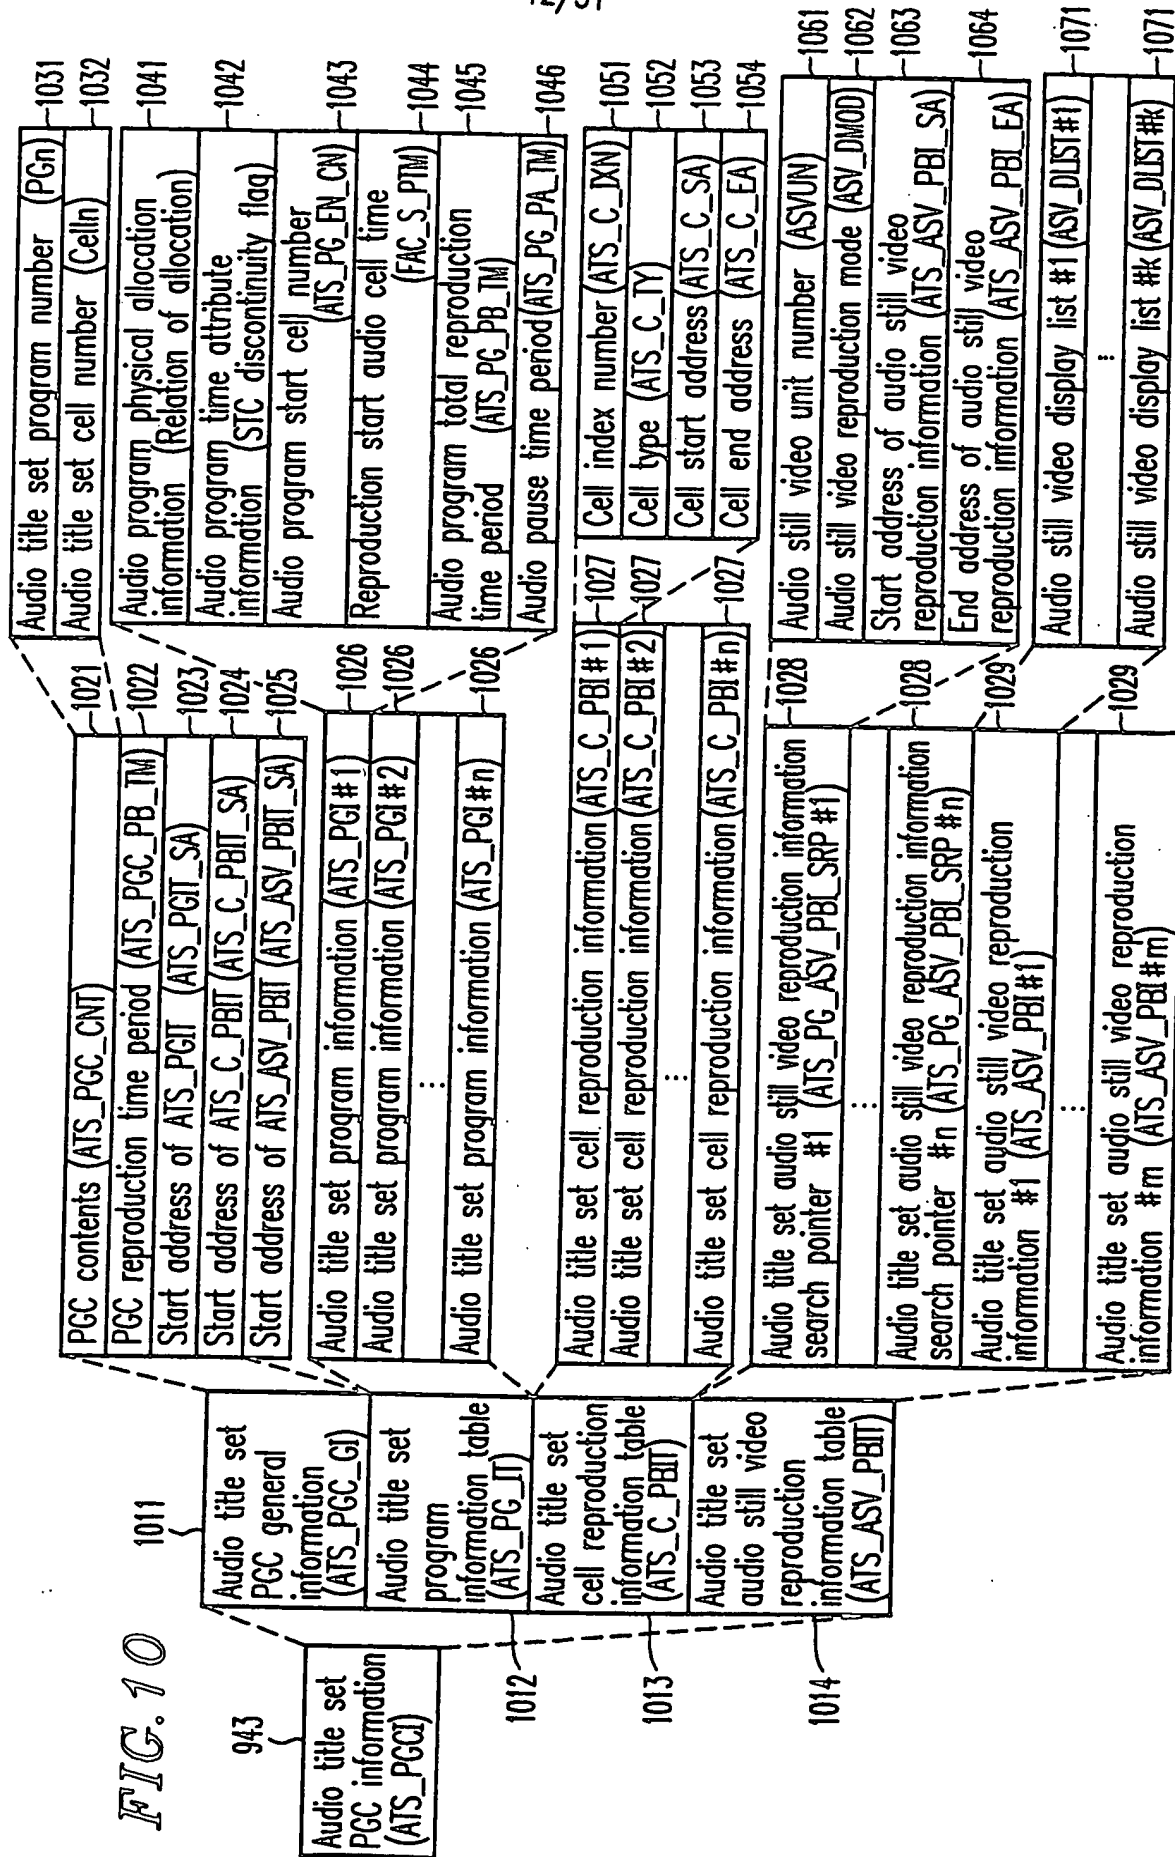 12/37
FIG. 10
943
Audio title set
PGC information
(ATS_PGCI)
1011
Audio title set
PGC general
information
(ATS_PGC_GI)
Audio title set
program
information table
(ATS_PG_IT)
1012
Audio title set
cell reproduction
information table
(ATS_C_PBIT)
1013
Audio title set
audio still video
reproduction
information table
(ATS_ASV_PBIT)
1014
PGC contents (ATS_PGC_CNT)
1021
PGC reproduction time period (ATS_PGC_PB_TM)
1022
Start address of ATS_PGIT (ATS_PGIT_SA)
1023
Start address of ATS_C_PBIT (ATS_C_PBIT_SA)
1024
Start address of ATS_ASV_PBIT (ATS_ASV_PBIT_SA)
1025
Audio title set program information (ATS_PGI#1)
1026
Audio title set program information (ATS_PGI#2)
1026
⋮
Audio title set program information (ATS_PGI#n)
1026
Audio title set cell reproduction information (ATS_C_PBI#1)
1027
Audio title set cell reproduction information (ATS_C_PBI#2)
1027
⋮
Audio title set cell reproduction information (ATS_C_PBI#n)
1027
Audio title set audio still video reproduction information
search pointer #1 (ATS_PG_ASV_PBI_SRP#1)
1028
⋮
Audio title set audio still video reproduction information
search pointer #n (ATS_PG_ASV_PBI_SRP#n)
1028
Audio title set audio still video reproduction
information #1 (ATS_ASV_PBI#1)
1029
⋮
Audio title set audio still video reproduction
information #m (ATS_ASV_PBI#m)
1029
Audio title set program number (PGn)
1031
Audio title set cell number (Celln)
1032
Audio program physical allocation
information (Relation of allocation)
1041
Audio program time attribute
information (STC discontinuity flag)
1042
Audio program start cell number
(ATS_PG_EN_CN)
1043
Reproduction start audio cell time
(FAC_S_PTM)
1044
Audio program total reproduction
time period (ATS_PG_PB_TM)
1045
Audio pause time period (ATS_PG_PA_TM)
1046
Cell index number (ATS_C_IXN)
1051
Cell type (ATS_C_TY)
1052
Cell start address (ATS_C_SA)
1053
Cell end address (ATS_C_EA)
1054
Audio still video unit number (ASVUN)
1061
Audio still video reproduction mode (ASV_DMOD)
1062
Start address of audio still video
reproduction information (ATS_ASV_PBI_SA)
1063
End address of audio still video
reproduction information (ATS_ASV_PBI_EA)
1064
Audio still video display list #1 (ASV_DLIST#1)
1071
⋮
Audio still video display list #k (ASV_DLIST#k)
1071